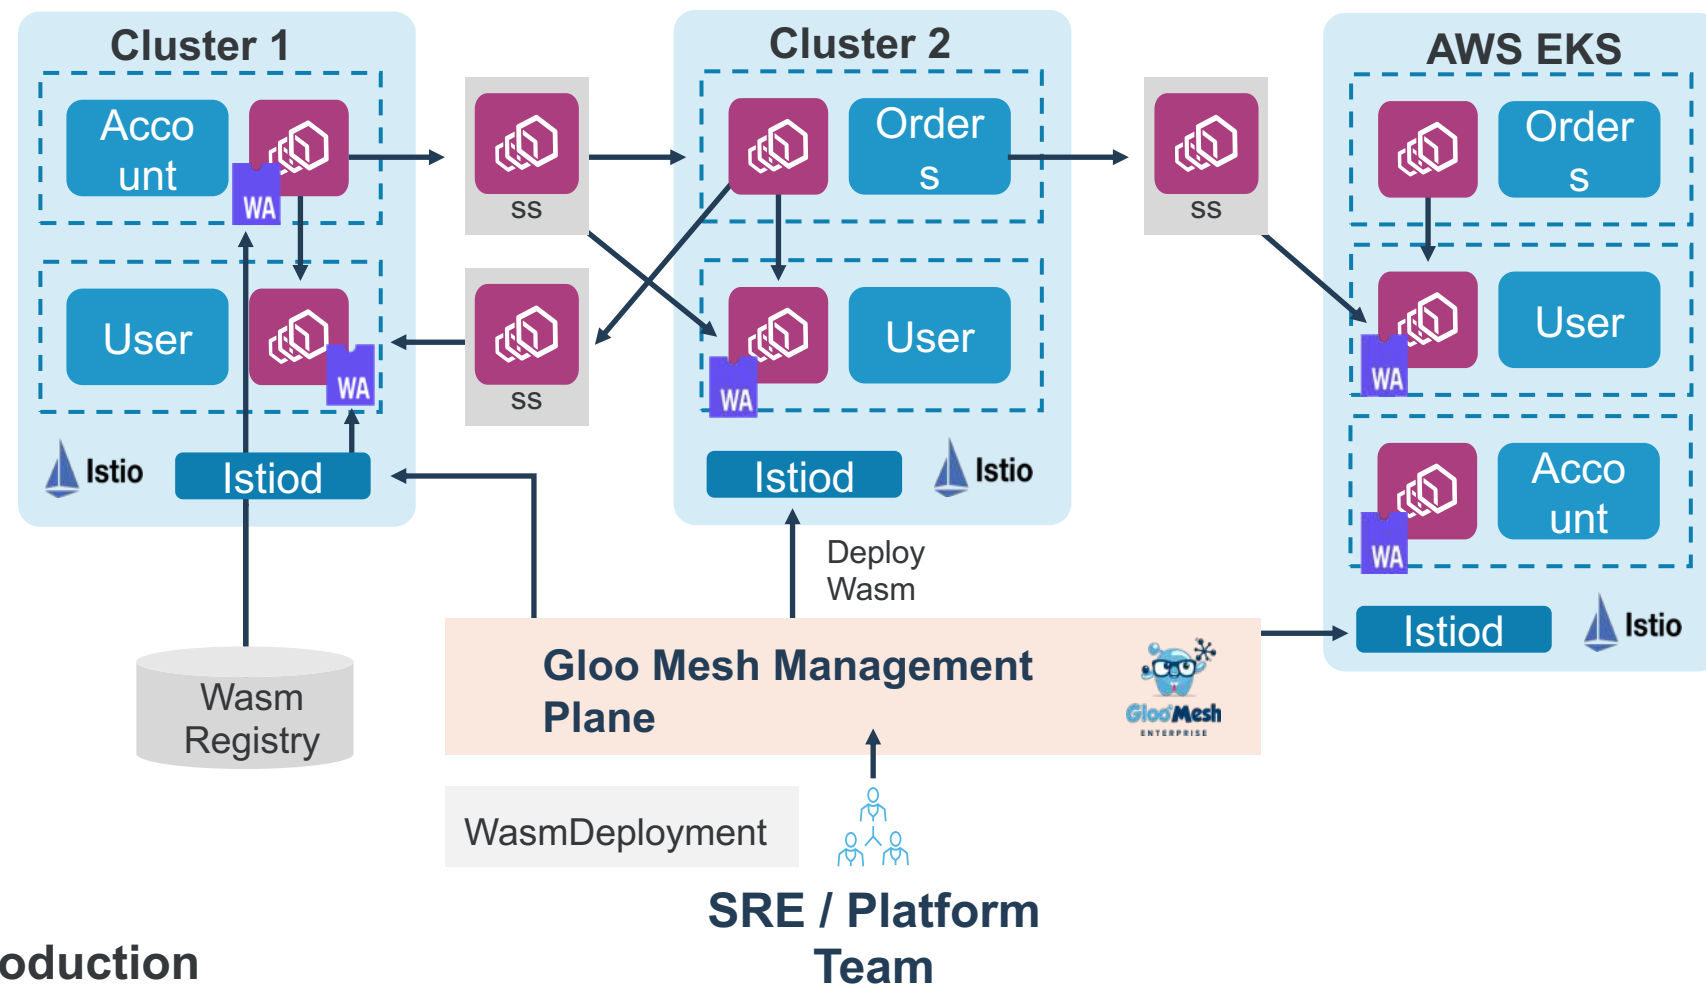 Cluster 1
Cluster 2
AWS EKS
Acco
unt
WA
ss
Order
s
ss
Order
s
User
WA
ss
User
WA
User
WA
Istio
Istiod
Istiod
Istio
Acco
unt
WA
Deploy
Wasm
Istiod
Istio
Wasm
Registry
Gloo Mesh Management
Plane
Gloo Mesh
ENTERPRISE
WasmDeployment
SRE / Platform
Team
oduction